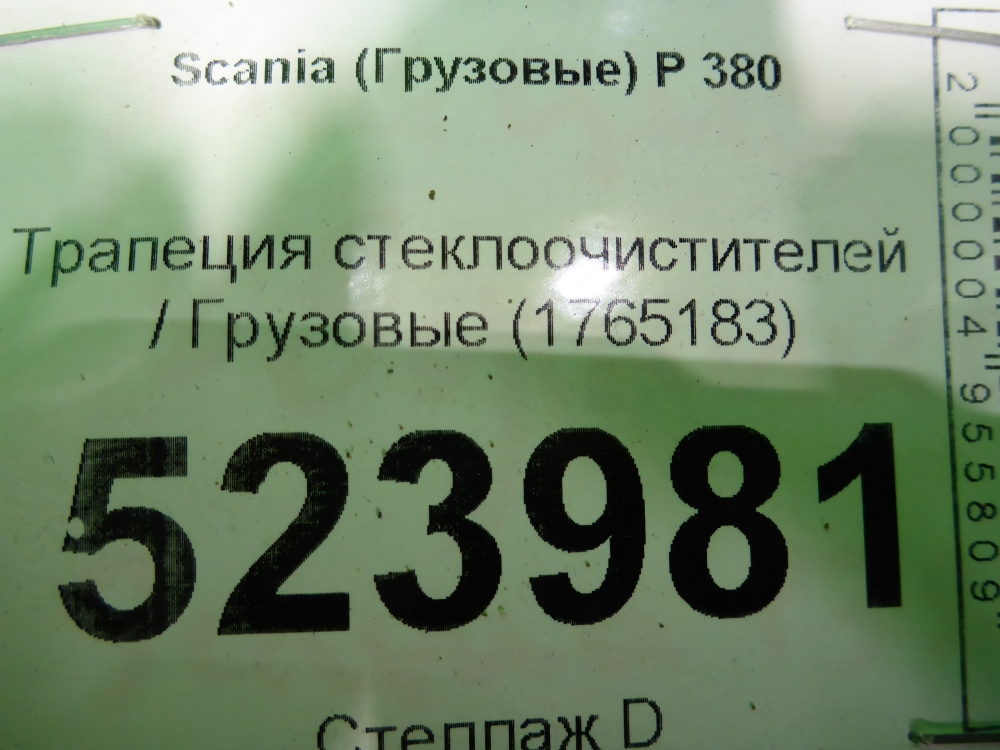 Scania (Грузовые) P 380
Трапеция стеклоочистителей
/ Грузовые (1765183)
523981
Стеллаж D
2000004955809